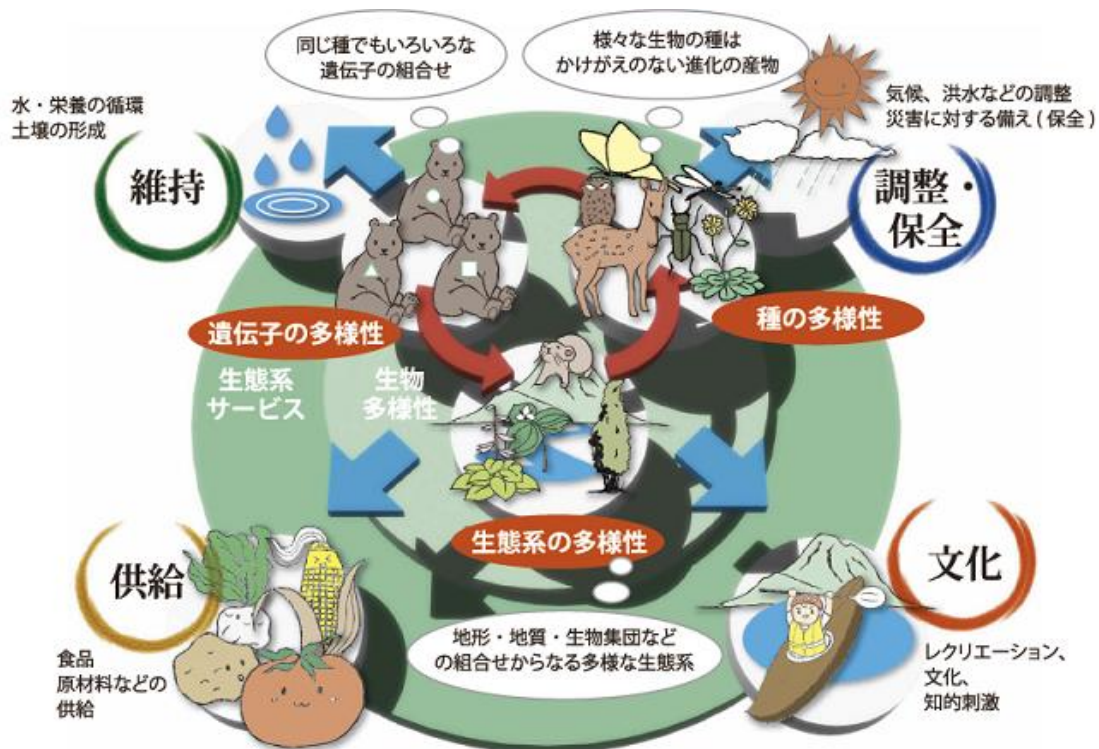 同じ種でもいろいろな
遺伝子の組合せ
様々な生物の種は
かけがえのない進化の産物
水・栄養の循環
土壌の形成
維持
気候、洪水などの調整
災害に対する備え(保全)
調整・
保全
遺伝子の多様性
種の多様性
生態系
サービス
生物
多様性
生態系の多様性
供給
食品
原材料などの
供給
地形・地質・生物集団など
の組合せからなる多様な生態系
文化
レクリエーション、
文化、
知的刺激